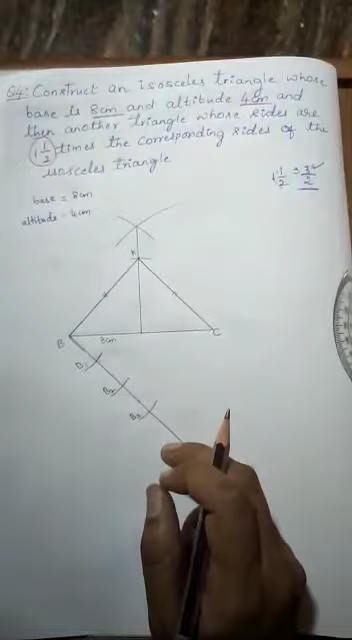 Q4: Construct an isosceles triangle whose
base is 8cm and altitude 4cm and
then another triangle whose sides are
1 1/2 times the corresponding sides of the
isosceles triangle
1 1/2 = 3/2
base = 8cm
altitude = 4cm
A
B
8cm
C
B1
B2
B3